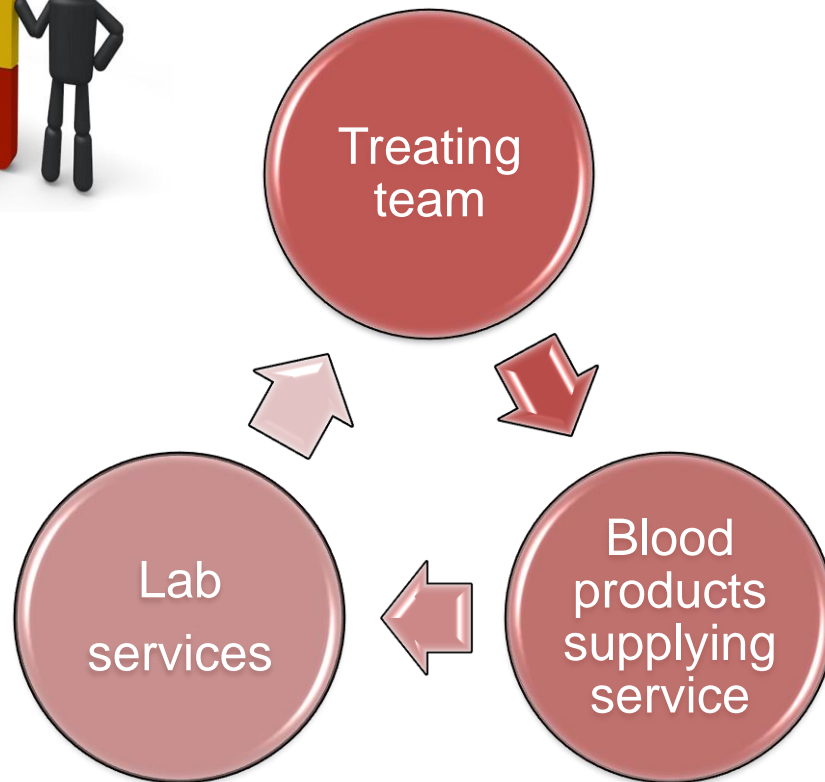 Treating
team
Lab
services
Blood
products
supplying
service